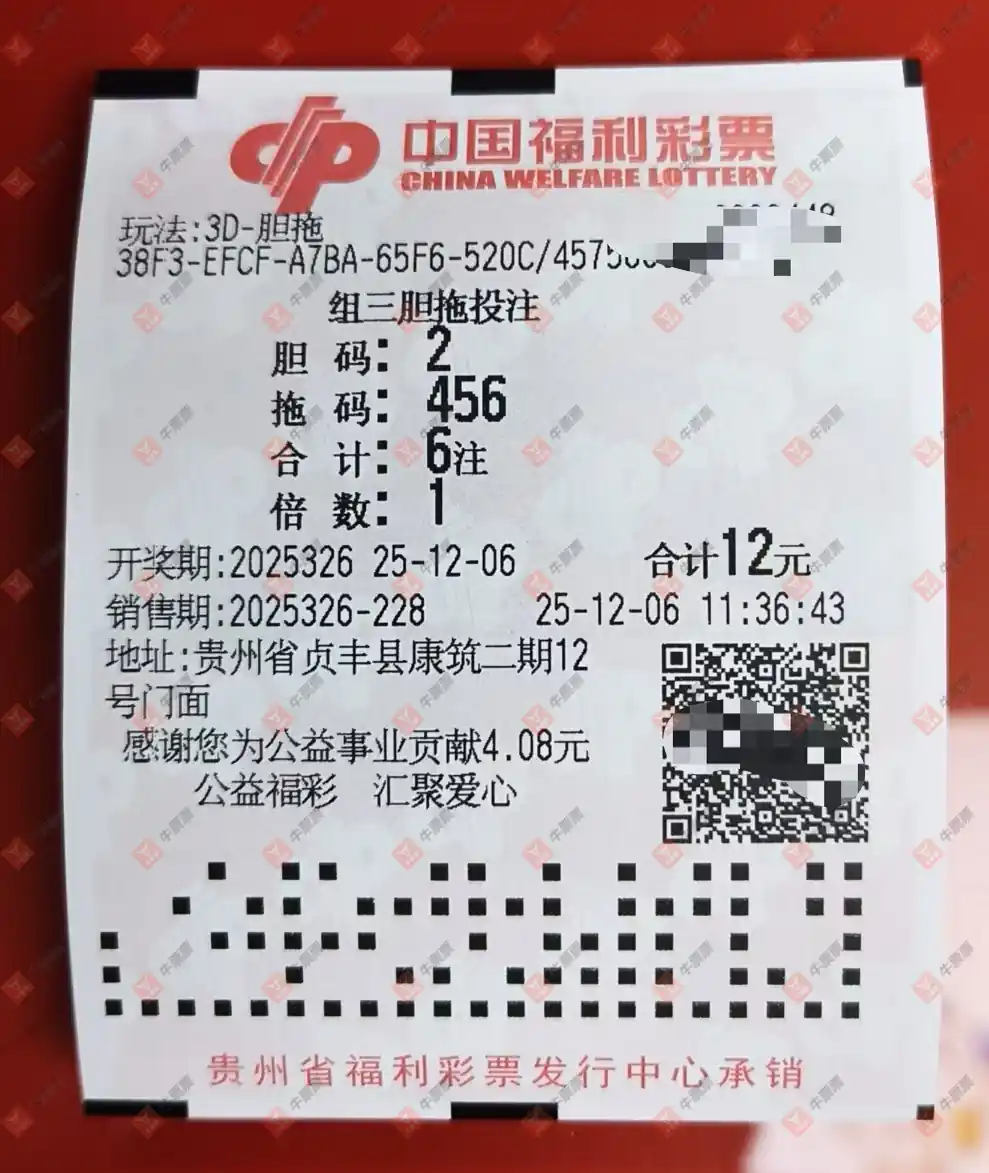 中国福利彩票
CHINA WELFARE LOTTERY
玩法:3D-胆拖
38F3-EFCF-A7BA-65F6-520C/4575
组三胆拖投注
胆 码: 2
拖 码: 456
合 计: 6注
倍 数: 1
开奖期:2025326 25-12-06 合计12元
销售期:2025326-228 25-12-06 11:36:43
地址:贵州省贞丰县康筑二期12
号门面
感谢您为公益事业贡献4.08元
公益福彩 汇聚爱心
贵州省福利彩票发行中心承销